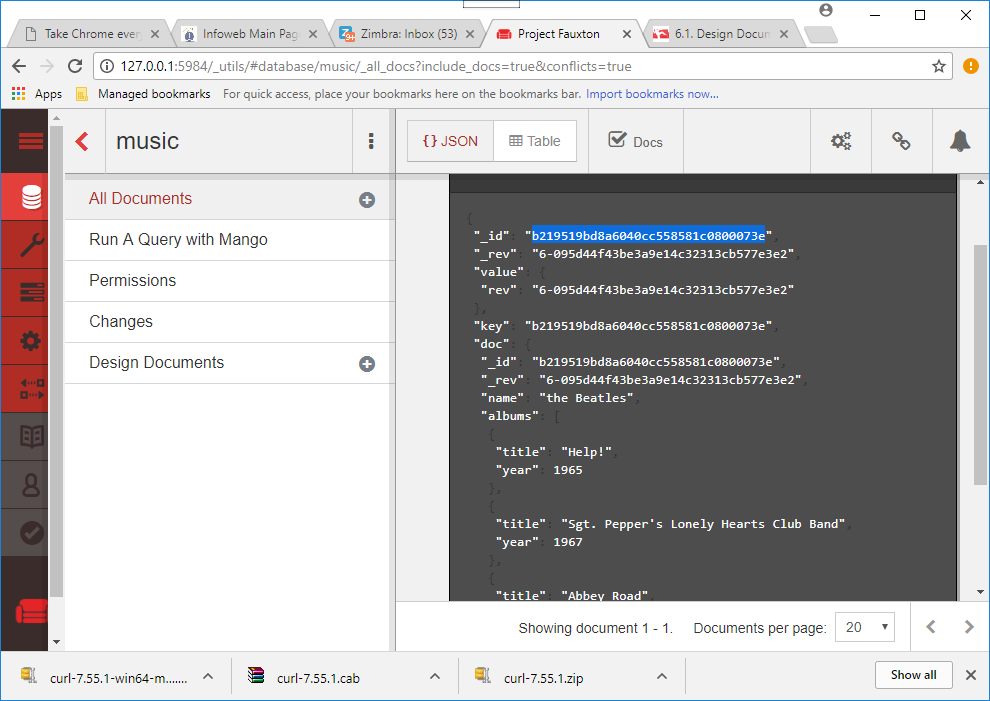 Take Chrome every
Infoweb Main Pag
Zimbra: Inbox (53)
Project Fauxton
6.1. Design Docum
127.0.0.1:5984/_utils/#database/music/_all_docs?include_docs=true&conflicts=true
Apps
Managed bookmarks
For quick access, place your bookmarks here on the bookmarks bar. Import bookmarks now...
music
{} JSON
Table
Docs
All Documents
Run A Query with Mango
Permissions
Changes
Design Documents
{
"_id": "b219519bd8a6040cc558581c0800073e",
"_rev": "6-095d44f43be3a9e14c32313cb577e3e2",
"value": {
"rev": "6-095d44f43be3a9e14c32313cb577e3e2"
},
"key": "b219519bd8a6040cc558581c0800073e",
"doc": {
"_id": "b219519bd8a6040cc558581c0800073e",
"_rev": "6-095d44f43be3a9e14c32313cb577e3e2",
"name": "the Beatles",
"albums": [
{
"title": "Help!",
"year": 1965
},
{
"title": "Sgt. Pepper's Lonely Hearts Club Band",
"year": 1967
},
{
"title": "Abbey Road",
Showing document 1 - 1.
Documents per page:
20
curl-7.55.1-win64-m.......
curl-7.55.1.cab
curl-7.55.1.zip
Show all